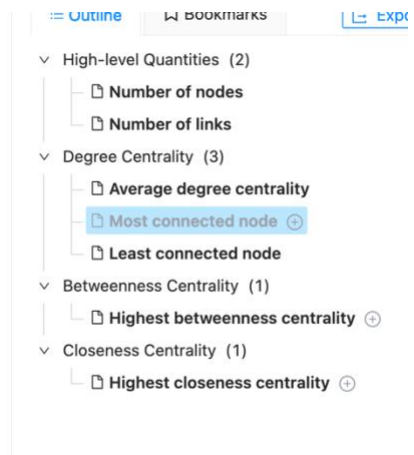 Outline Bookmarks Expo
High-level Quantities (2)
Number of nodes
Number of links
Degree Centrality (3)
Average degree centrality
Most connected node
Least connected node
Betweenness Centrality (1)
Highest betweenness centrality
Closeness Centrality (1)
Highest closeness centrality